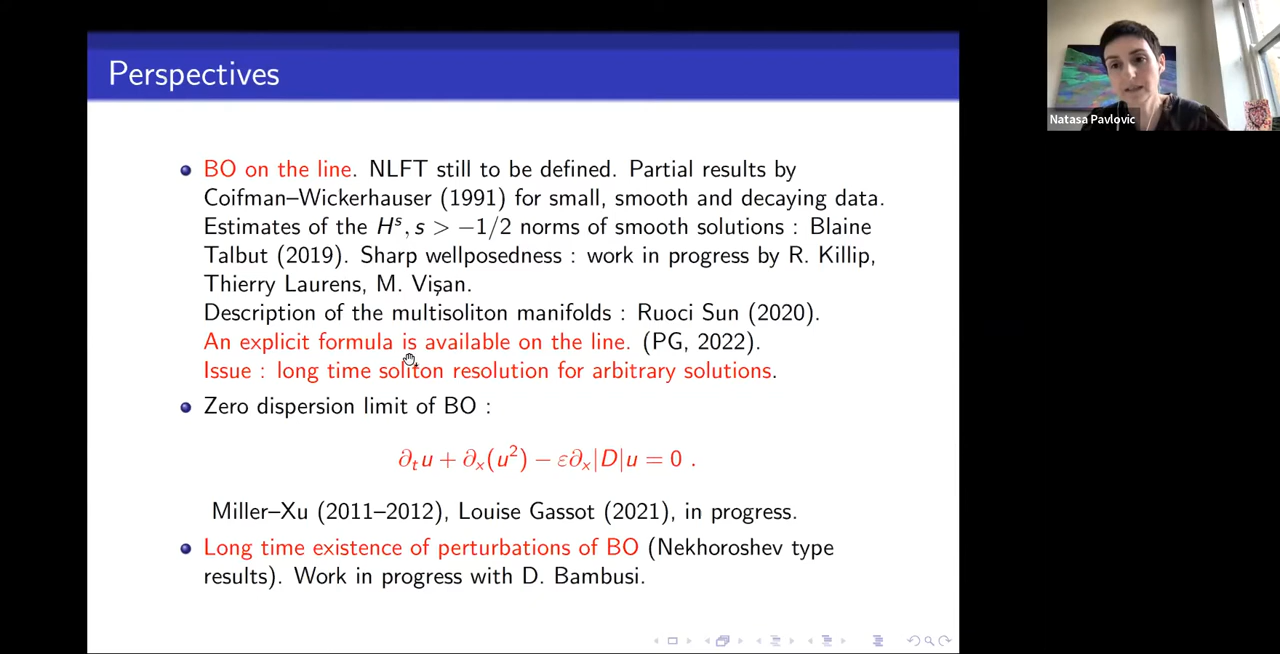 Perspectives
Natasa Pavlovic
BO on the line. NLFT still to be defined. Partial results by
Coifman–Wickerhauser (1991) for small, smooth and decaying data.
Estimates of the Hˢ, s > −1/2 norms of smooth solutions : Blaine
Talbut (2019). Sharp wellposedness : work in progress by R. Killip,
Thierry Laurens, M. Vişan.
Description of the multisoliton manifolds : Ruoci Sun (2020).
An explicit formula is available on the line. (PG, 2022).
Issue : long time soliton resolution for arbitrary solutions.
Zero dispersion limit of BO :
∂ₜu + ∂ₓ(u²) − ε∂ₓ|D|u = 0 .
Miller–Xu (2011–2012), Louise Gassot (2021), in progress.
Long time existence of perturbations of BO (Nekhoroshev type
results). Work in progress with D. Bambusi.